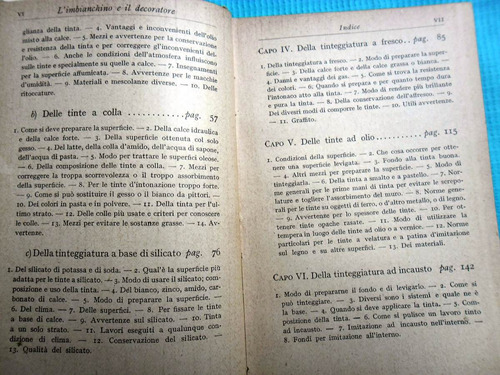 VI L'imbianchino e il decoratore
glianza della tinta. — 4. Vantaggi e inconvenienti dell'olio
misto alla calce. — 5. Mezzi e avvertenze per la conservazione
e resistenza della tinta e per correggere gl'inconvenienti del-
l'olio. — 6. Anche le condizioni dell'atmosfera influiscono
sulle tinte e specialmente su quelle a calce. — 7. Insegnamenti
per la superficie affumicata. — 8. Avvertenze per le macchie
d'umidità. — 9. Materiali e mescolanze diverse. — 10. Delle
ritoccature.
b) Delle tinte a colla ........... pag. 57
1. Come si deve preparare la superficie. — 2. Della calce idraulica
e della calce forte. — 3. Della superficie ottenuta col solo
gesso. — 4. Del latte, della colla d'amido, dell'acqua di sapone,
dell'acqua di pasta. — 5. Modo per trattare le superfici oleose.
— 6. Della composizione delle tinte a colla. — 7. Mezzi per
correggere la troppa scorrevolezza o il troppo assorbimento
della superficie. — 8. Per le tinte d'intonazione troppo forte.
— 9. Come si può sostituire il gesso o il bianco da pittori. —
10. Dei colori in pasta e in polvere. — 11. Della tinta per l'ul-
timo strato. — 12. Delle colle più usate e criteri per conoscere
le colle. — 13. Mezzi per evitare le sostanze grasse. — 14. Av-
vertenze.
c) Della tinteggiatura a base di silicato pag. 76
1. Del silicato di potassa e di soda. — 2. Qual'è la superficie più
adatta per le tinte a silicato. — 3. Modo di usare il silicato; com-
posizione e uso della tinta. — 4. Del bianco, zinco, amido, car-
bonato di calce. — 5. Modo di preparare la superficie. —
6. Del clima. — 7. Delle superfici. — 8. Per fissare le tinte
a base di calce. — 9. Avvertenze sul silicato. — 10. Tinta
a un solo strato. — 11. Lavori eseguiti a qualunque con-
dizione di clima. — 12. Conservazione del silicato. —
13. Qualità del silicato.
Indice VII
CAPO IV. Della tinteggiatura a fresco.. pag. 85
1. Della tinteggiatura a fresco. — 2. Modo di preparare la super-
ficie. — 3. Della calce forte e della calce grassa o bianca. —
4. Danni e vantaggi dei gas. — 5. Come si trova la resistenza
dei colori. — 6. Quando si prepara e per quanto tempo dura
l'intonaco atto alla tinta. — 7. Modo di rendere più brillante
e pura la tinta. — 8. Della conservazione dell'affresco. — 9.
Dei diversi modi di comporre le tinte. — 10. Utili avvertenze.
— 11. Graffito.
CAPO V. Delle tinte ad olio......... pag. 115
1. Condizioni della superficie. — 2. Che cosa occorre per otte-
nere una superficie levigata. — 3. Fondo alla tinta buona.
— 4. Altri mezzi per preparare la superficie. — 5. Modo di
tinteggiarla. — 6. Della tinta a smalto e a pastello. — 7. Nor-
me generali per le prime mani di tinta per evitare le screpo-
lature e togliere l'assorbimento del muro. — 8. Norme gene-
rali per le tinte su oggetti di ferro, o d'altro metallo, o di legno.
— 9. Avvertenze per lo spessore delle tinte. — 10. Per ot-
tenere tinte opache rasate. — 11. Modo di utilizzare la
tempera in luogo delle tinte ad olio o a vernice. — 12. Norme
particolari per le tinte a velatura e a patina d'imitazione
sul legno e su altre superfici. — 13. Dei materiali.
CAPO VI. Della tinteggiatura ad incausto pag. 142
1. Modo di prepararne il fondo e di levigarlo. — 2. Come si
può tinteggiare. — 3. Diversi sono i sistemi e quale ne è
la base. — 4. Quando si deve applicare la tinta. — 5. Com-
posizione della tinta. — 6. Come si pulisce un lavoro tinto
ad incausto. — 7. Imitazione ad incausto nell'interno. —
8. Fondi per imitazione all'interno.